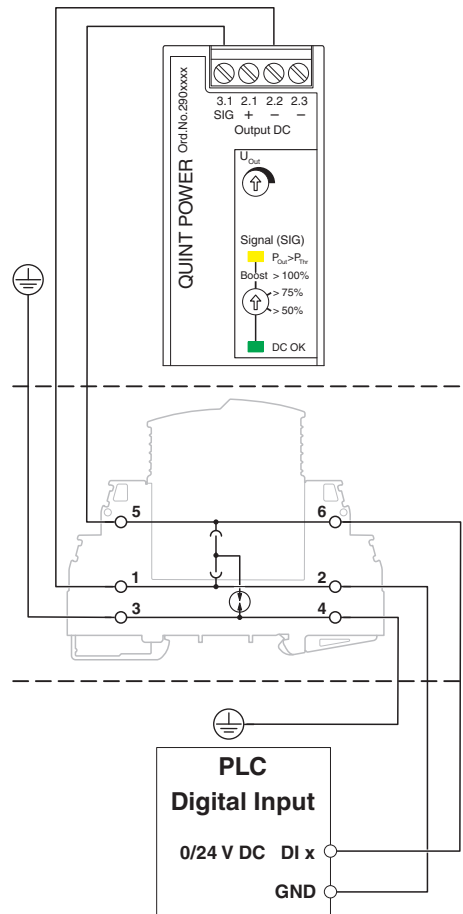 3.1 2.1 2.2 2.3
SIG + – –
Output DC
QUINT POWER Ord.No.290xxxx
UOut
Signal (SIG)
POut>PThr
Boost > 100%
> 75%
> 50%
DC OK
5 6
1 2
3 4
PLC
Digital Input
0/24 V DC DI x
GND